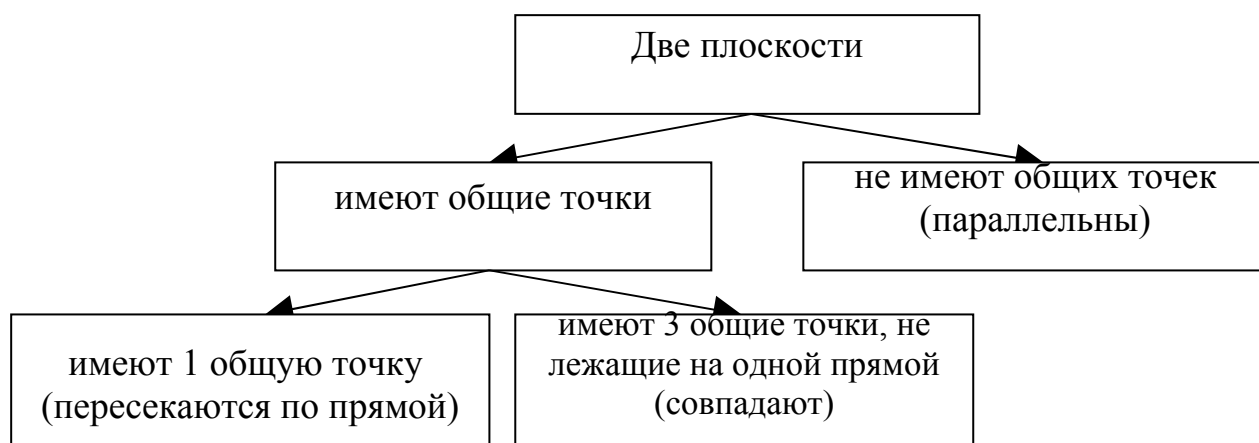 Две плоскости
имеют общие точки
не имеют общих точек
(параллельны)
имеют 1 общую точку
(пересекаются по прямой)
имеют 3 общие точки, не
лежащие на одной прямой
(совпадают)